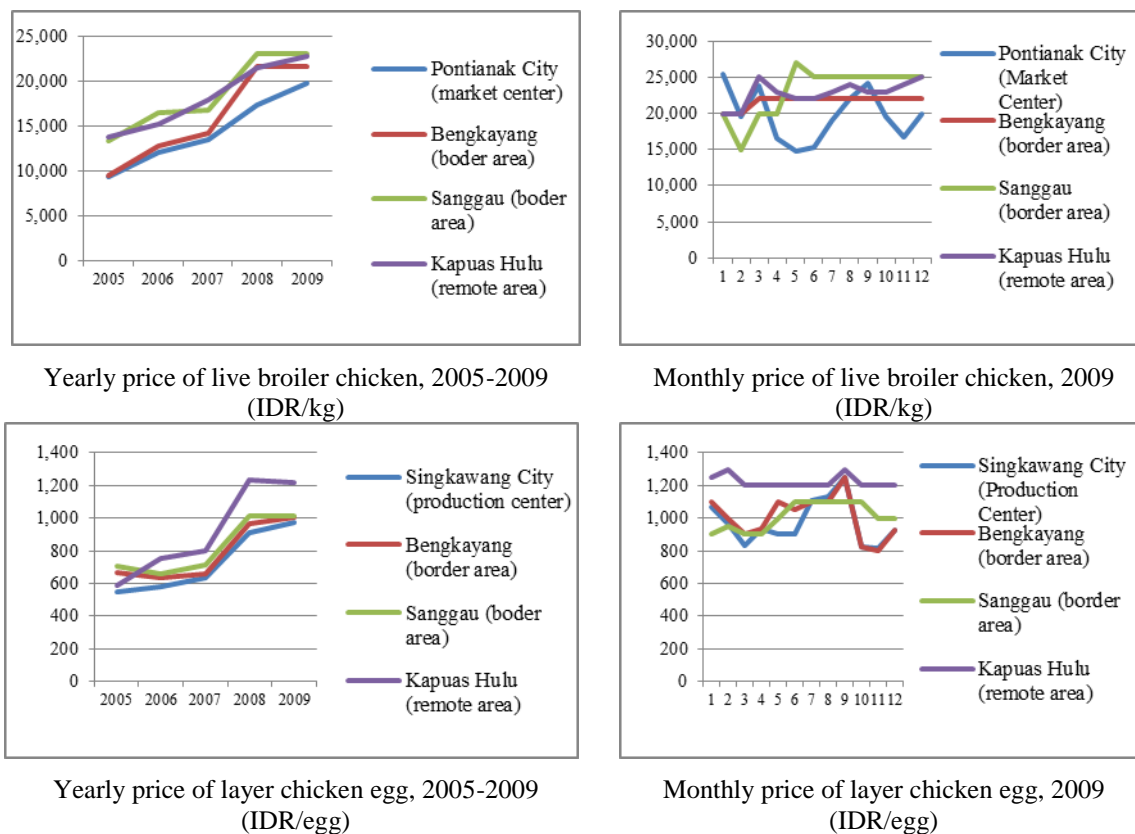 25,000
20,000
15,000
10,000
5,000
0
2005 2006 2007 2008 2009
Pontianak City
(market center)
Bengkayang
(boder area)
Sanggau (boder
area)
Kapuas Hulu
(remote area)
Yearly price of live broiler chicken, 2005-2009
(IDR/kg)
30,000
25,000
20,000
15,000
10,000
5,000
0
1 2 3 4 5 6 7 8 9 10 11 12
Pontianak City
(Market
Center)
Bengkayang
(border area)
Sanggau
(border area)
Kapuas Hulu
(remote area)
Monthly price of live broiler chicken, 2009
(IDR/kg)
1,400
1,200
1,000
800
600
400
200
0
2005 2006 2007 2008 2009
Singkawang City
(production center)
Bengkayang
(border area)
Sanggau (boder
area)
Kapuas Hulu
(remote area)
Yearly price of layer chicken egg, 2005-2009
(IDR/egg)
1,400
1,200
1,000
800
600
400
200
0
1 2 3 4 5 6 7 8 9 10 11 12
Singkawang City
(Production
Center)
Bengkayang
(border area)
Sanggau (border
area)
Kapuas Hulu
(remote area)
Monthly price of layer chicken egg, 2009
(IDR/egg)